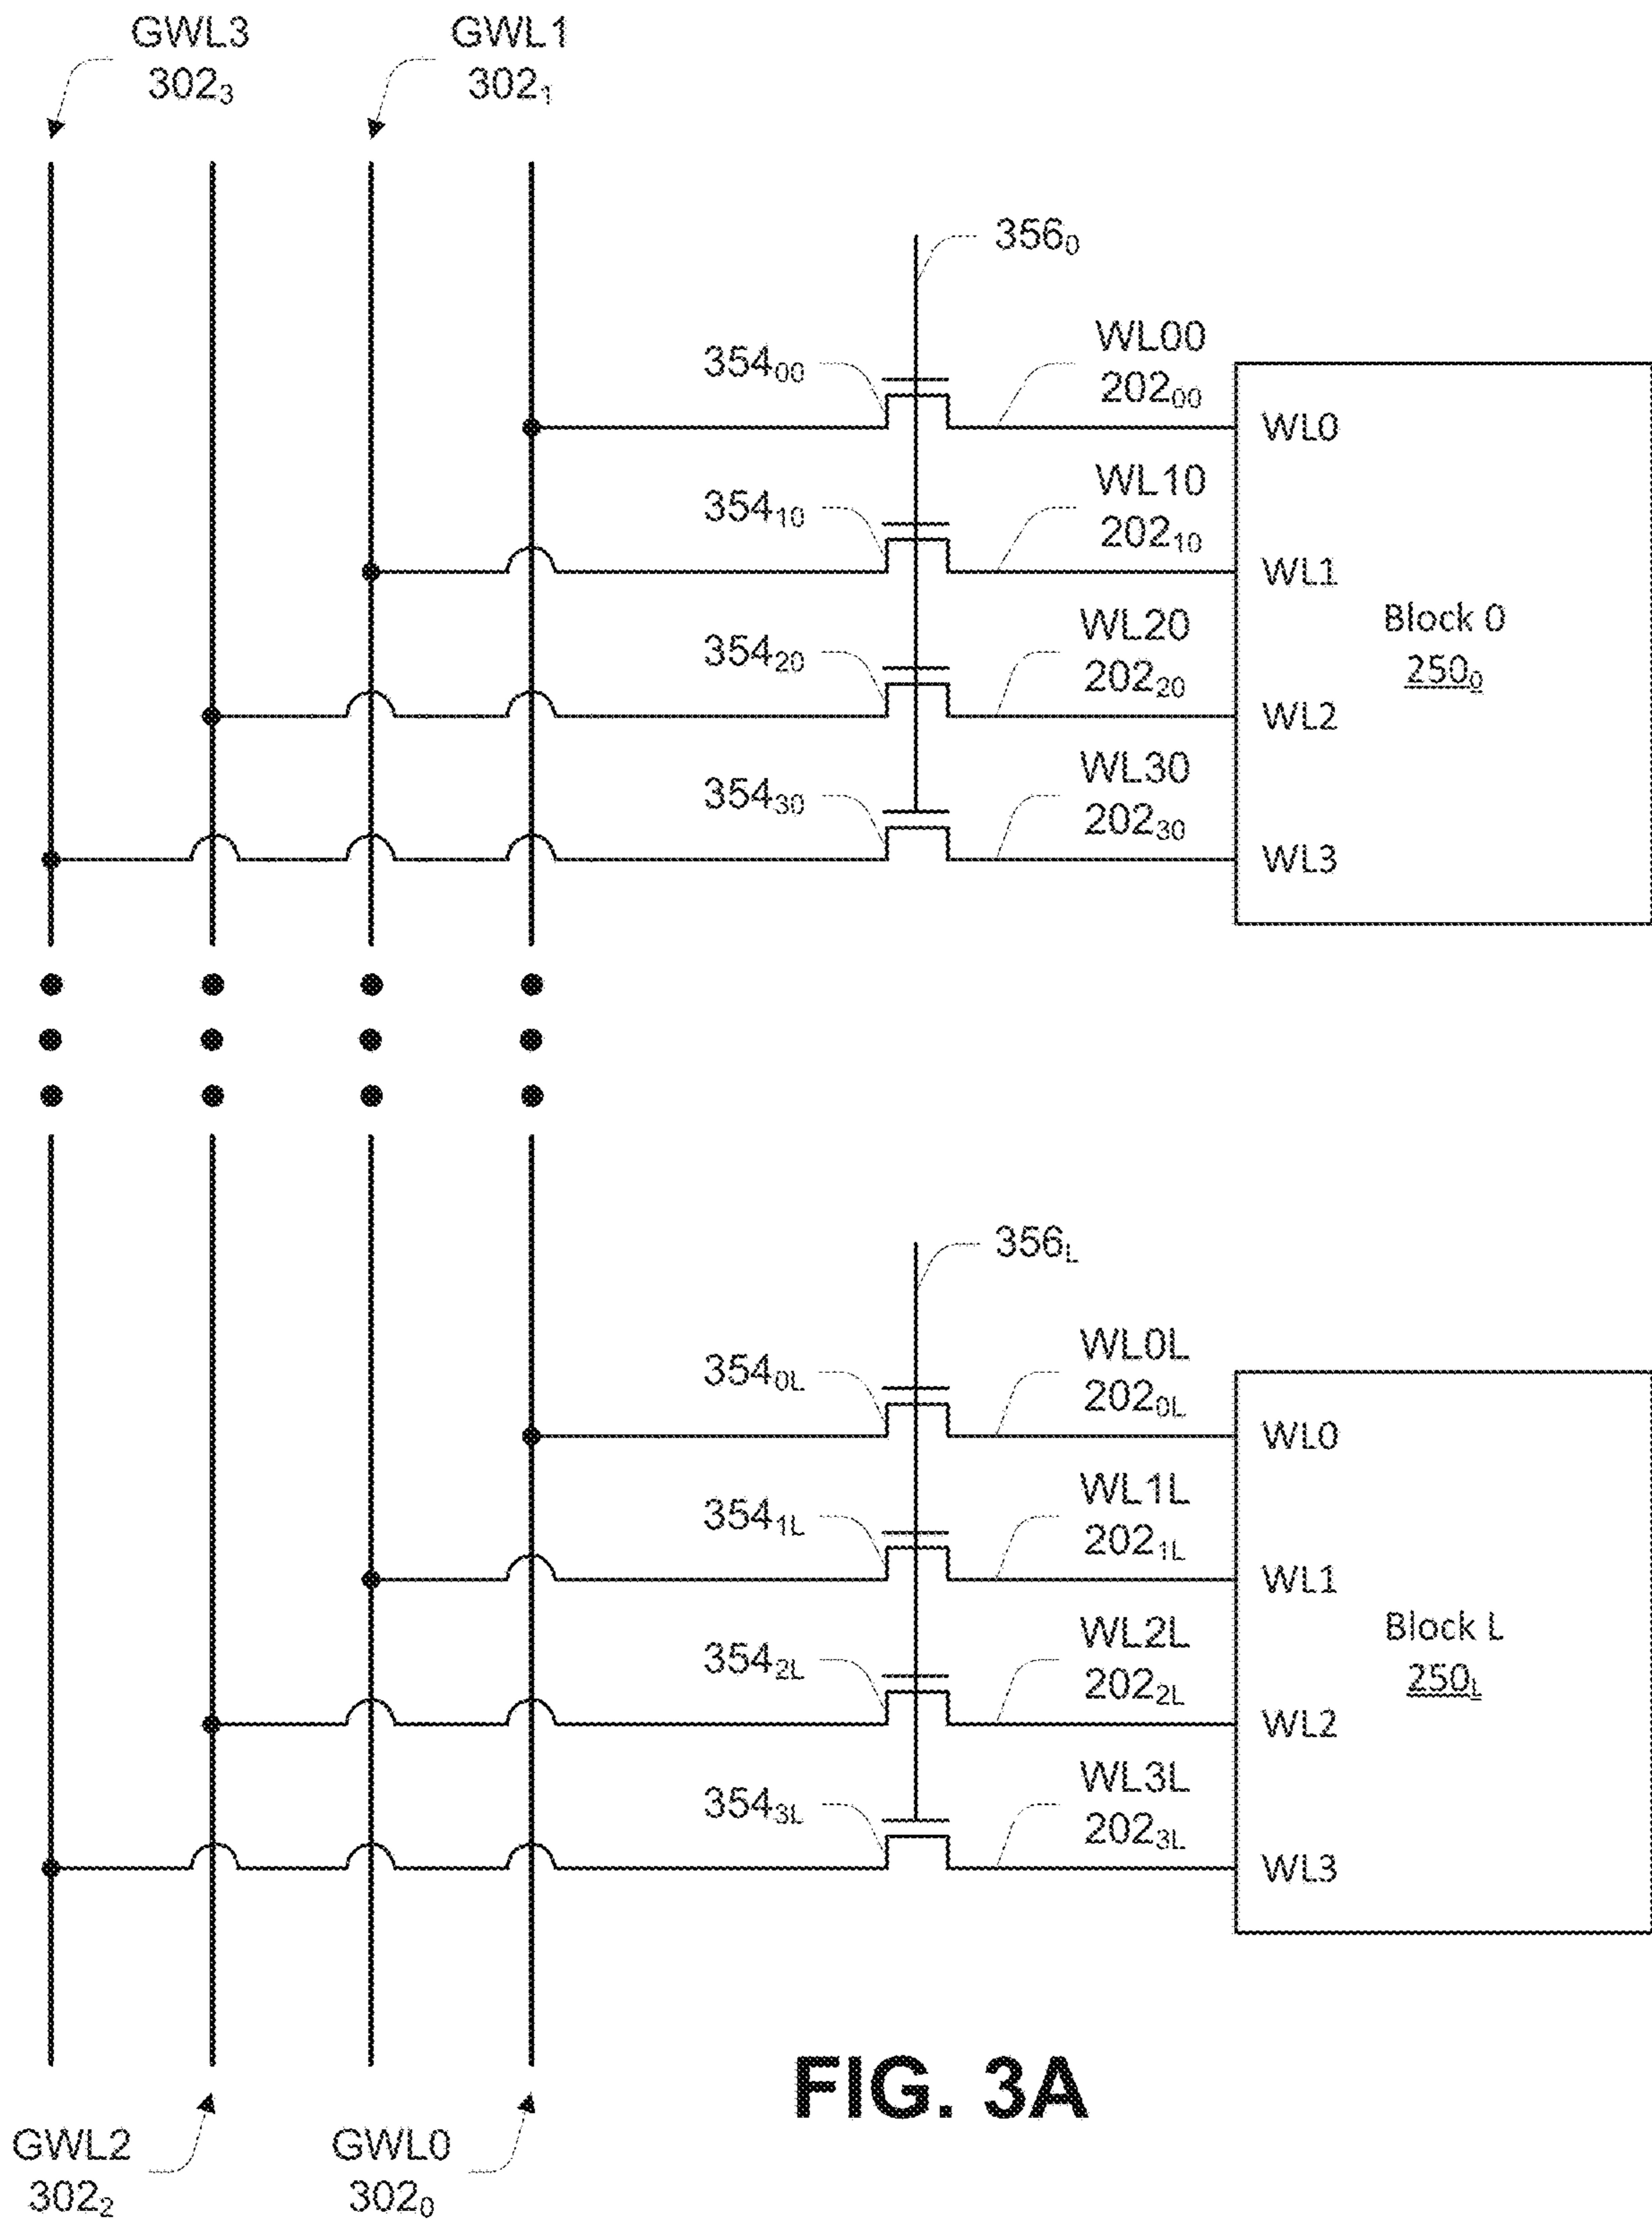 GWL3
302₃
GWL1
302₁
356₀
354₀₀
WL00
202₀₀
WL0
354₁₀
WL10
202₁₀
WL1
354₂₀
WL20
202₂₀
WL2
354₃₀
WL30
202₃₀
WL3
Block 0
250₀
356L
354₀L
WL0L
202₀L
WL0
354₁L
WL1L
202₁L
WL1
354₂L
WL2L
202₂L
WL2
354₃L
WL3L
202₃L
WL3
Block L
250L
GWL2
302₂
GWL0
302₀
FIG. 3A